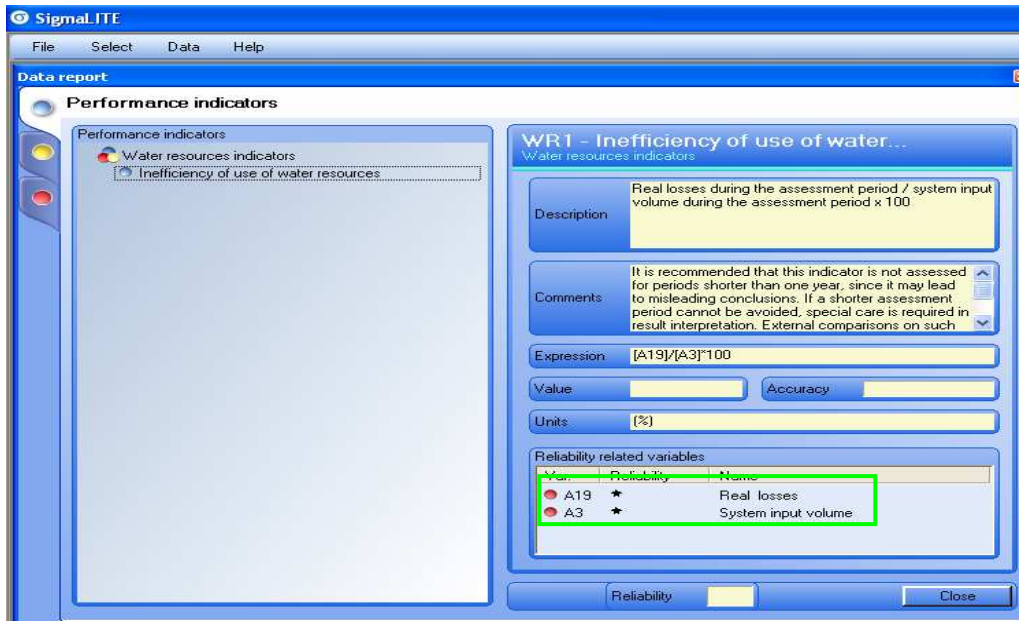 SigmaLITE
File Select Data Help
Data report
Performance indicators
Performance indicators
Water resources indicators
Inefficiency of use of water resources
WR1 - Inefficiency of use of water...
Water resources indicators
Description
Real losses during the assessment period / system input
volume during the assessment period x 100
Comments
It is recommended that this indicator is not assessed
for periods shorter than one year, since it may lead
to misleading conclusions. If a shorter assessment
period cannot be avoided, special care is required in
result interpretation. External comparisons on such
Expression [A19]/[A3]*100
Value Accuracy
Units (%)
Reliability related variables
Var. Reliability Name
A19 ★ Real losses
A3 ★ System input volume
Reliability Close